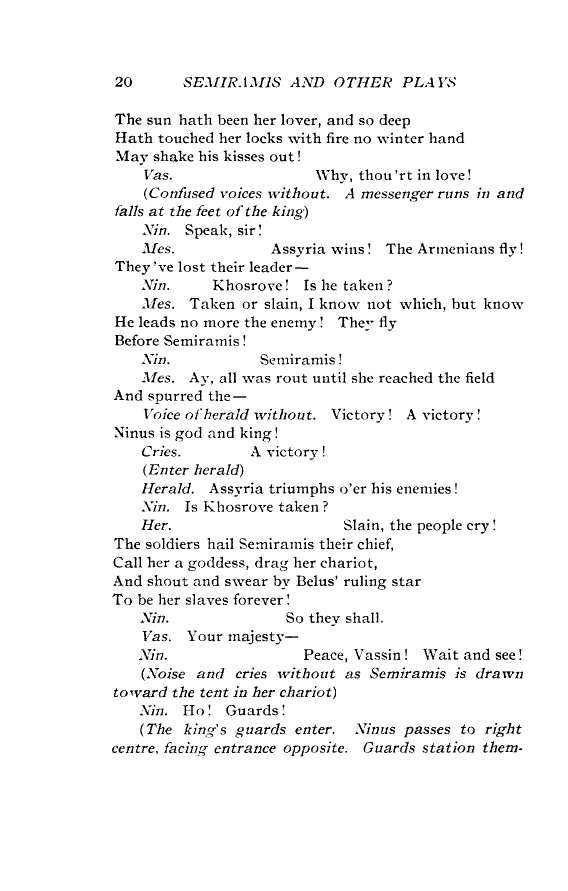 20 SEMIRAMIS AND OTHER PLAYS
The sun hath been her lover, and so deep
Hath touched her locks with fire no winter hand
May shake his kisses out!
Vas. Why, thou'rt in love!
(Confused voices without. A messenger runs in and
falls at the feet of the king)
Nin. Speak, sir!
Mes. Assyria wins! The Armenians fly!
They've lost their leader—
Nin. Khosrove! Is he taken?
Mes. Taken or slain, I know not which, but know
He leads no more the enemy! They fly
Before Semiramis!
Nin. Semiramis!
Mes. Ay, all was rout until she reached the field
And spurred the—
Voice of herald without. Victory! A victory!
Ninus is god and king!
Cries. A victory!
(Enter herald)
Herald. Assyria triumphs o'er his enemies!
Nin. Is Khosrove taken?
Her. Slain, the people cry!
The soldiers hail Semiramis their chief,
Call her a goddess, drag her chariot,
And shout and swear by Belus' ruling star
To be her slaves forever!
Nin. So they shall.
Vas. Your majesty—
Nin. Peace, Vassin! Wait and see!
(Noise and cries without as Semiramis is drawn
toward the tent in her chariot)
Nin. Ho! Guards!
(The king's guards enter. Ninus passes to right
centre, facing entrance opposite. Guards station them-